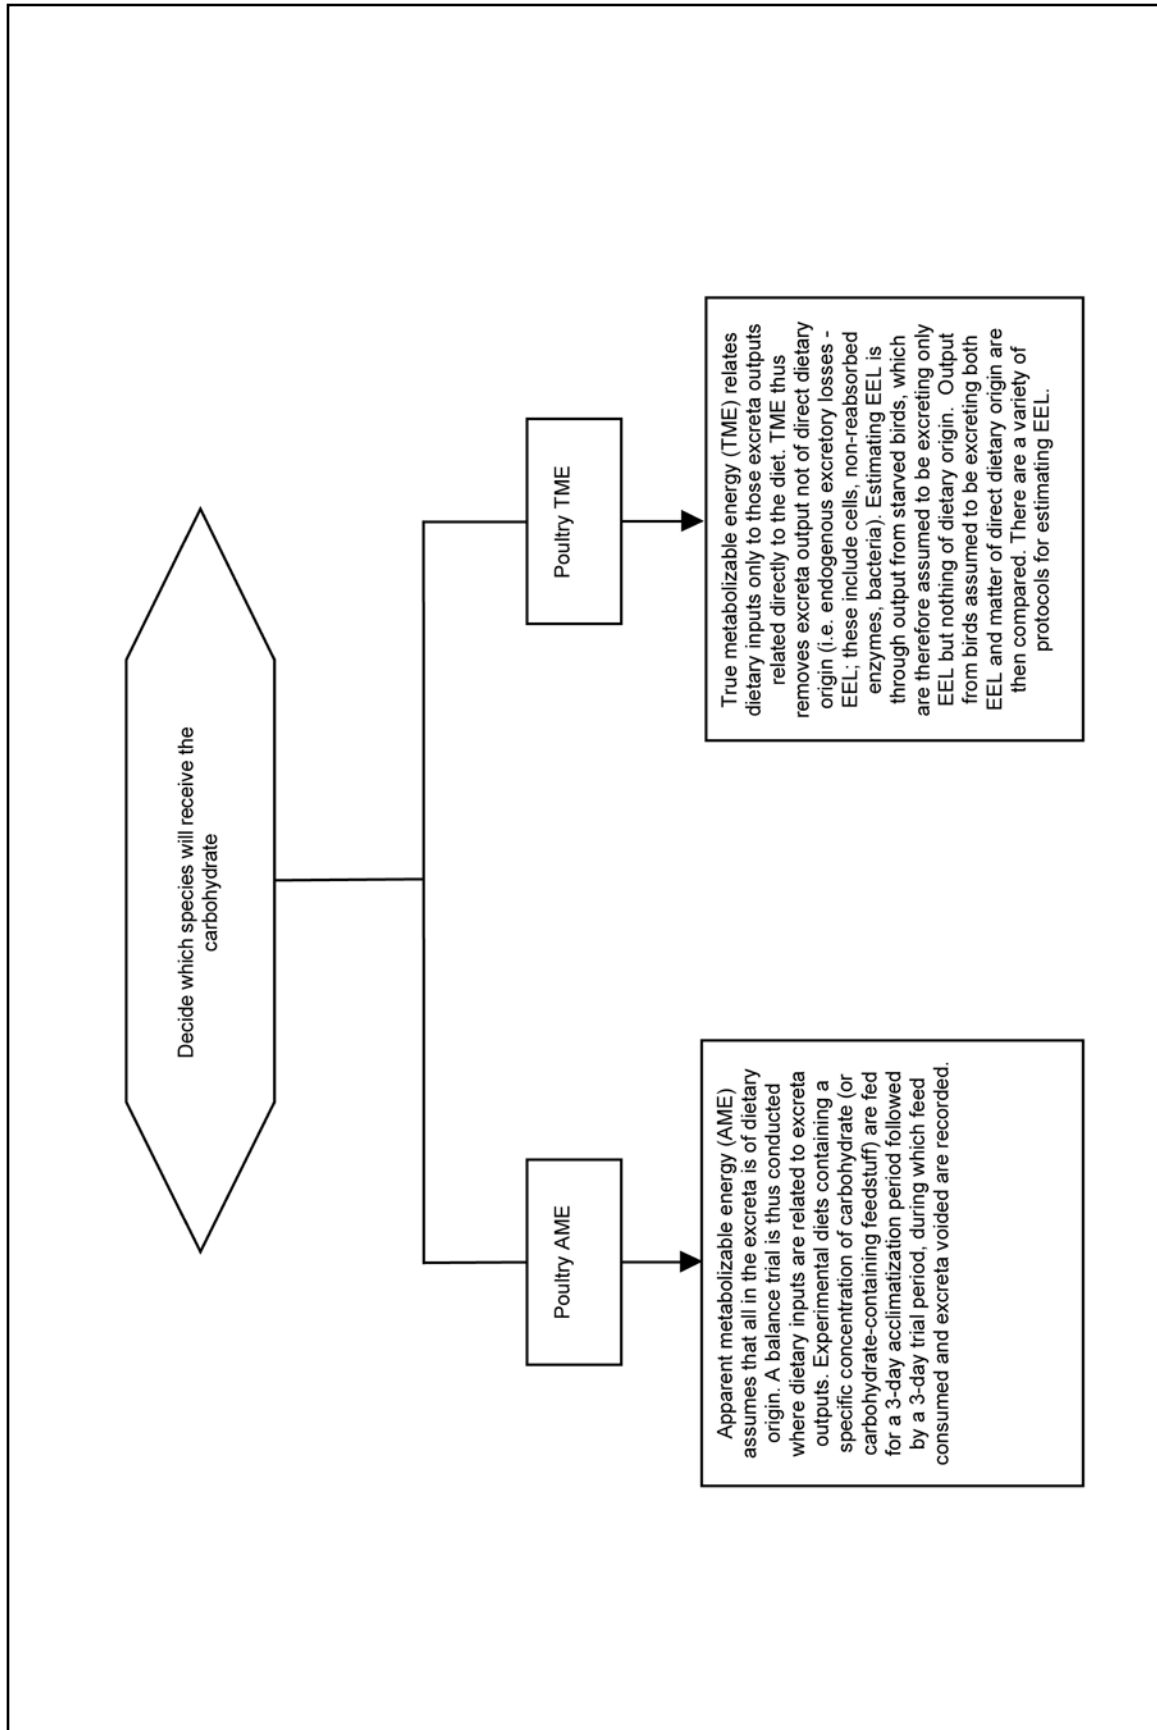 Decide which species will receive the
carbohydrate
Poultry AME
Poultry TME
Apparent metabolizable energy (AME)
assumes that all in the excreta is of dietary
origin. A balance trial is thus conducted
where dietary inputs are related to excreta
outputs. Experimental diets containing a
specific concentration of carbohydrate (or
carbohydrate-containing feedstuff) are fed
for a 3-day acclimatization period followed
by a 3-day trial period, during which feed
consumed and excreta voided are recorded.
True metabolizable energy (TME) relates
dietary inputs only to those excreta outputs
related directly to the diet. TME thus
removes excreta output not of direct dietary
origin (i.e. endogenous excretory losses -
EEL; these include cells, non-reabsorbed
enzymes, bacteria). Estimating EEL is
through output from starved birds, which
are therefore assumed to be excreting only
EEL but nothing of dietary origin. Output
from birds assumed to be excreting both
EEL and matter of direct dietary origin are
then compared. There are a variety of
protocols for estimating EEL.